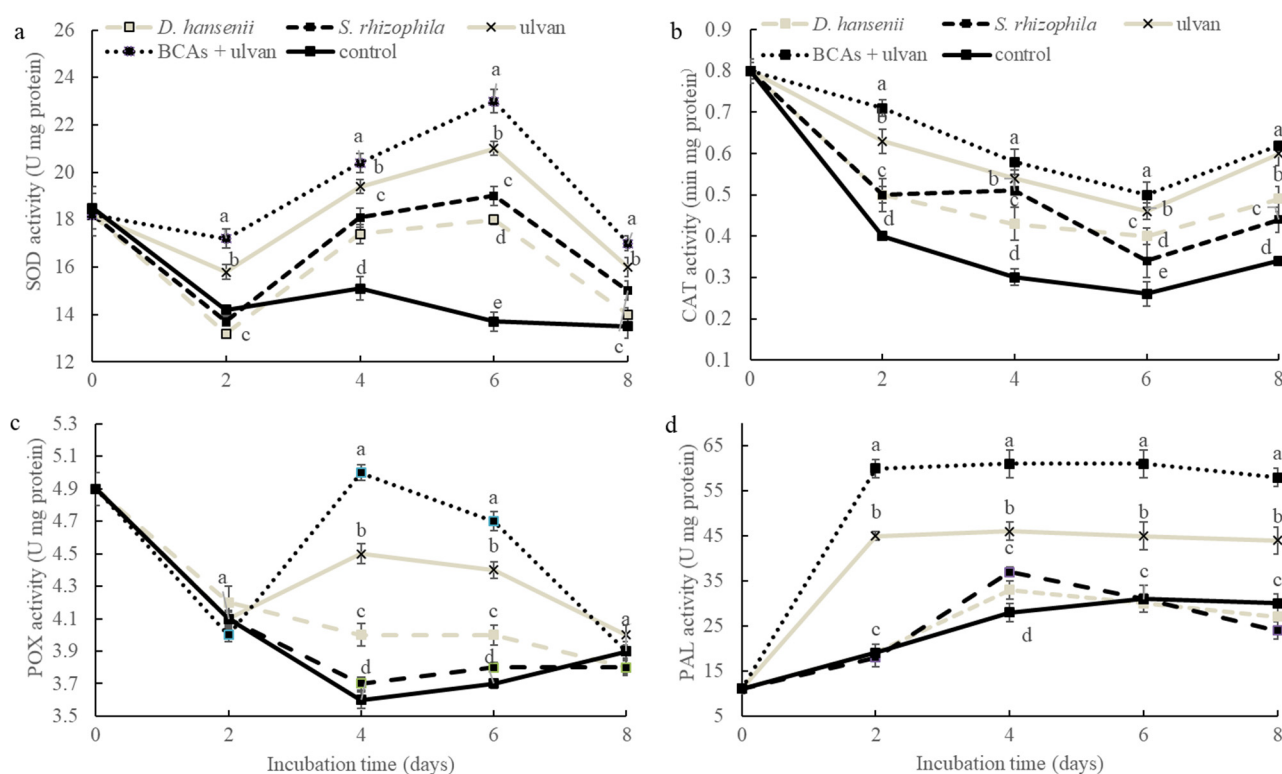 a
D. hansenii
S. rhizophila
ulvan
BCAs + ulvan
control
SOD activity (U mg protein)
26
24
22
20
18
16
14
12
0 2 4 6 8
a
b
c
a
b
c
d
a
b
c
d
e
a
b
c
b
D. hansenii
S. rhizophila
ulvan
BCAs + ulvan
control
CAT activity (min mg protein)
0.9
0.8
0.7
0.6
0.5
0.4
0.3
0.2
0.1
0 2 4 6 8
a
b
c
d
a
b
c
d
a
b
c
d
e
a
b
c
d
c
POX activity (U mg protein)
5.3
5.1
4.9
4.7
4.5
4.3
4.1
3.9
3.7
3.5
0 2 4 6 8
Incubation time (days)
a
a
b
c
d
a
b
c
d
a
d
PAL activity (U mg protein)
65
55
45
35
25
15
5
0 2 4 6 8
Incubation time (days)
a
b
c
a
b
c
d
a
b
c
a
b
c